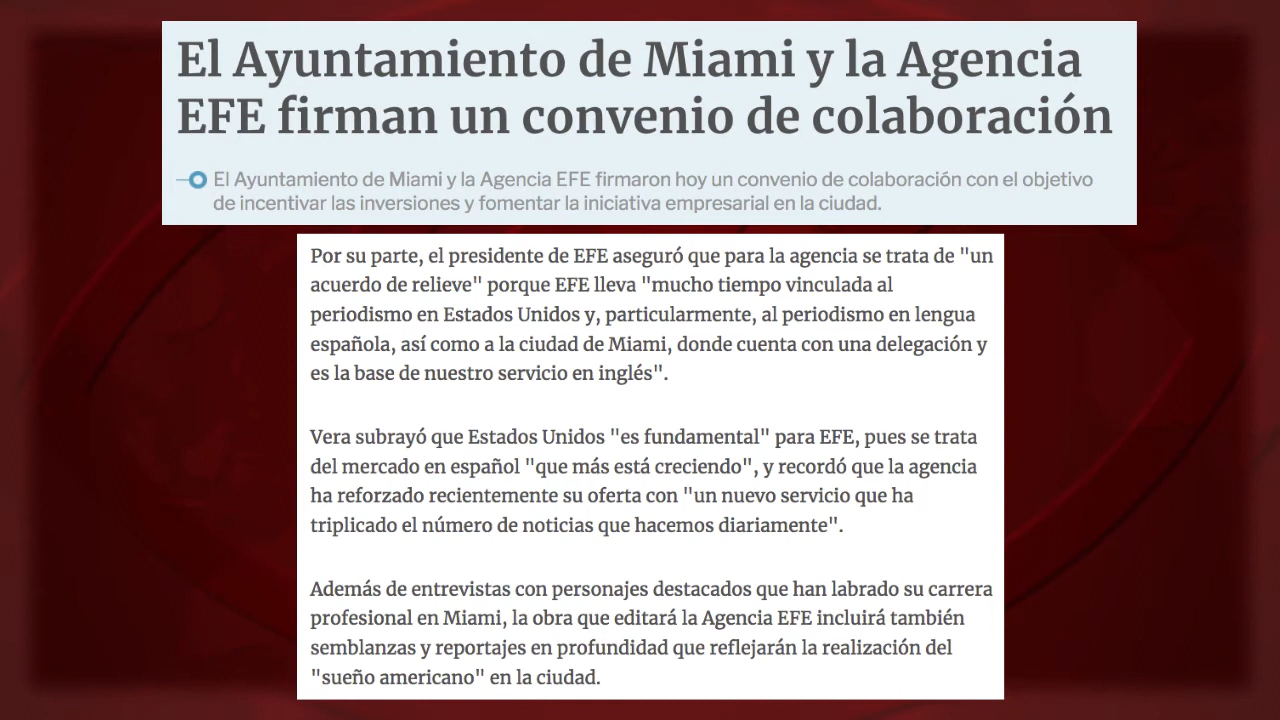 El Ayuntamiento de Miami y la Agencia
EFE firman un convenio de colaboración
El Ayuntamiento de Miami y la Agencia EFE firmaron hoy un convenio de colaboración con el objetivo
de incentivar las inversiones y fomentar la iniciativa empresarial en la ciudad.
Por su parte, el presidente de EFE aseguró que para la agencia se trata de "un
acuerdo de relieve" porque EFE lleva "mucho tiempo vinculada al
periodismo en Estados Unidos y, particularmente, al periodismo en lengua
española, así como a la ciudad de Miami, donde cuenta con una delegación y
es la base de nuestro servicio en inglés".
Vera subrayó que Estados Unidos "es fundamental" para EFE, pues se trata
del mercado en español "que más está creciendo", y recordó que la agencia
ha reforzado recientemente su oferta con "un nuevo servicio que ha
triplicado el número de noticias que hacemos diariamente".
Además de entrevistas con personajes destacados que han labrado su carrera
profesional en Miami, la obra que editará la Agencia EFE incluirá también
semblanzas y reportajes en profundidad que reflejarán la realización del
"sueño americano" en la ciudad.